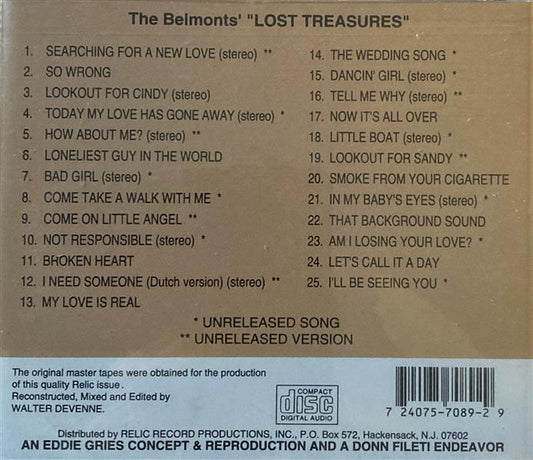 The Belmonts' "LOST TREASURES"
1. SEARCHING FOR A NEW LOVE (stereo) **
2. SO WRONG
3. LOOKOUT FOR CINDY (stereo)
4. TODAY MY LOVE HAS GONE AWAY (stereo) *
5. HOW ABOUT ME? (stereo) **
6. LONELIEST GUY IN THE WORLD
7. BAD GIRL (stereo) *
8. COME TAKE A WALK WITH ME *
9. COME ON LITTLE ANGEL **
10. NOT RESPONSIBLE (stereo) *
11. BROKEN HEART
12. I NEED SOMEONE (Dutch version) (stereo) **
13. MY LOVE IS REAL
14. THE WEDDING SONG *
15. DANCIN' GIRL (stereo) *
16. TELL ME WHY (stereo) **
17. NOW IT'S ALL OVER
18. LITTLE BOAT (stereo) *
19. LOOKOUT FOR SANDY **
20. SMOKE FROM YOUR CIGARETTE
21. IN MY BABY'S EYES (stereo) *
22. THAT BACKGROUND SOUND
23. AM I LOSING YOUR LOVE? *
24. LET'S CALL IT A DAY
25. I'LL BE SEEING YOU *
* UNRELEASED SONG
** UNRELEASED VERSION
The original master tapes were obtained for the production
of this quality Relic issue.
Reconstructed, Mixed and Edited by
WALTER DEVENNE.
COMPACT
disc
DIGITAL AUDIO
7 24075-7089-2 9
Distributed by RELIC RECORD PRODUCTIONS, INC., P.O. Box 572, Hackensack, N.J. 07602
AN EDDIE GRIES CONCEPT & REPRODUCTION AND A DONN FILETI ENDEAVOR